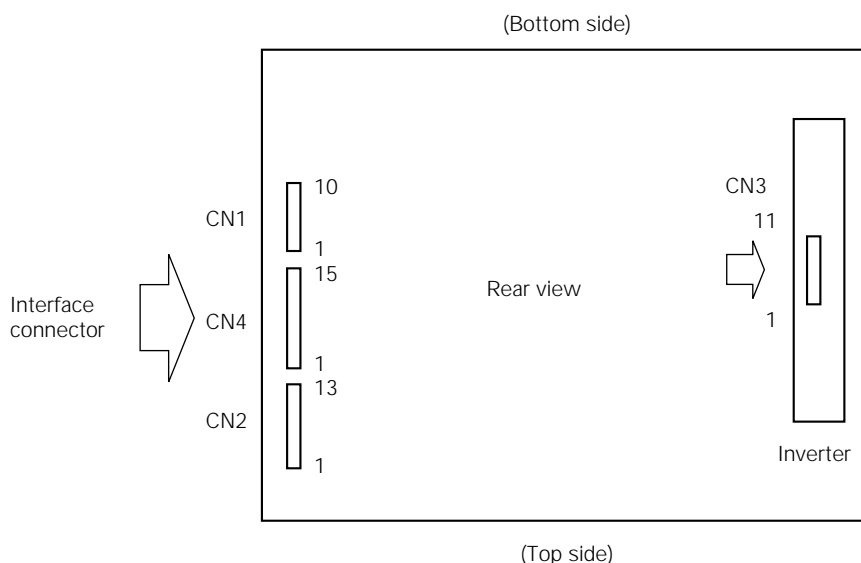 (Bottom side)
10
CN1
1
15
CN4
1
13
CN2
1
Interface
connector
Rear view
CN3
11
1
Inverter
(Top side)